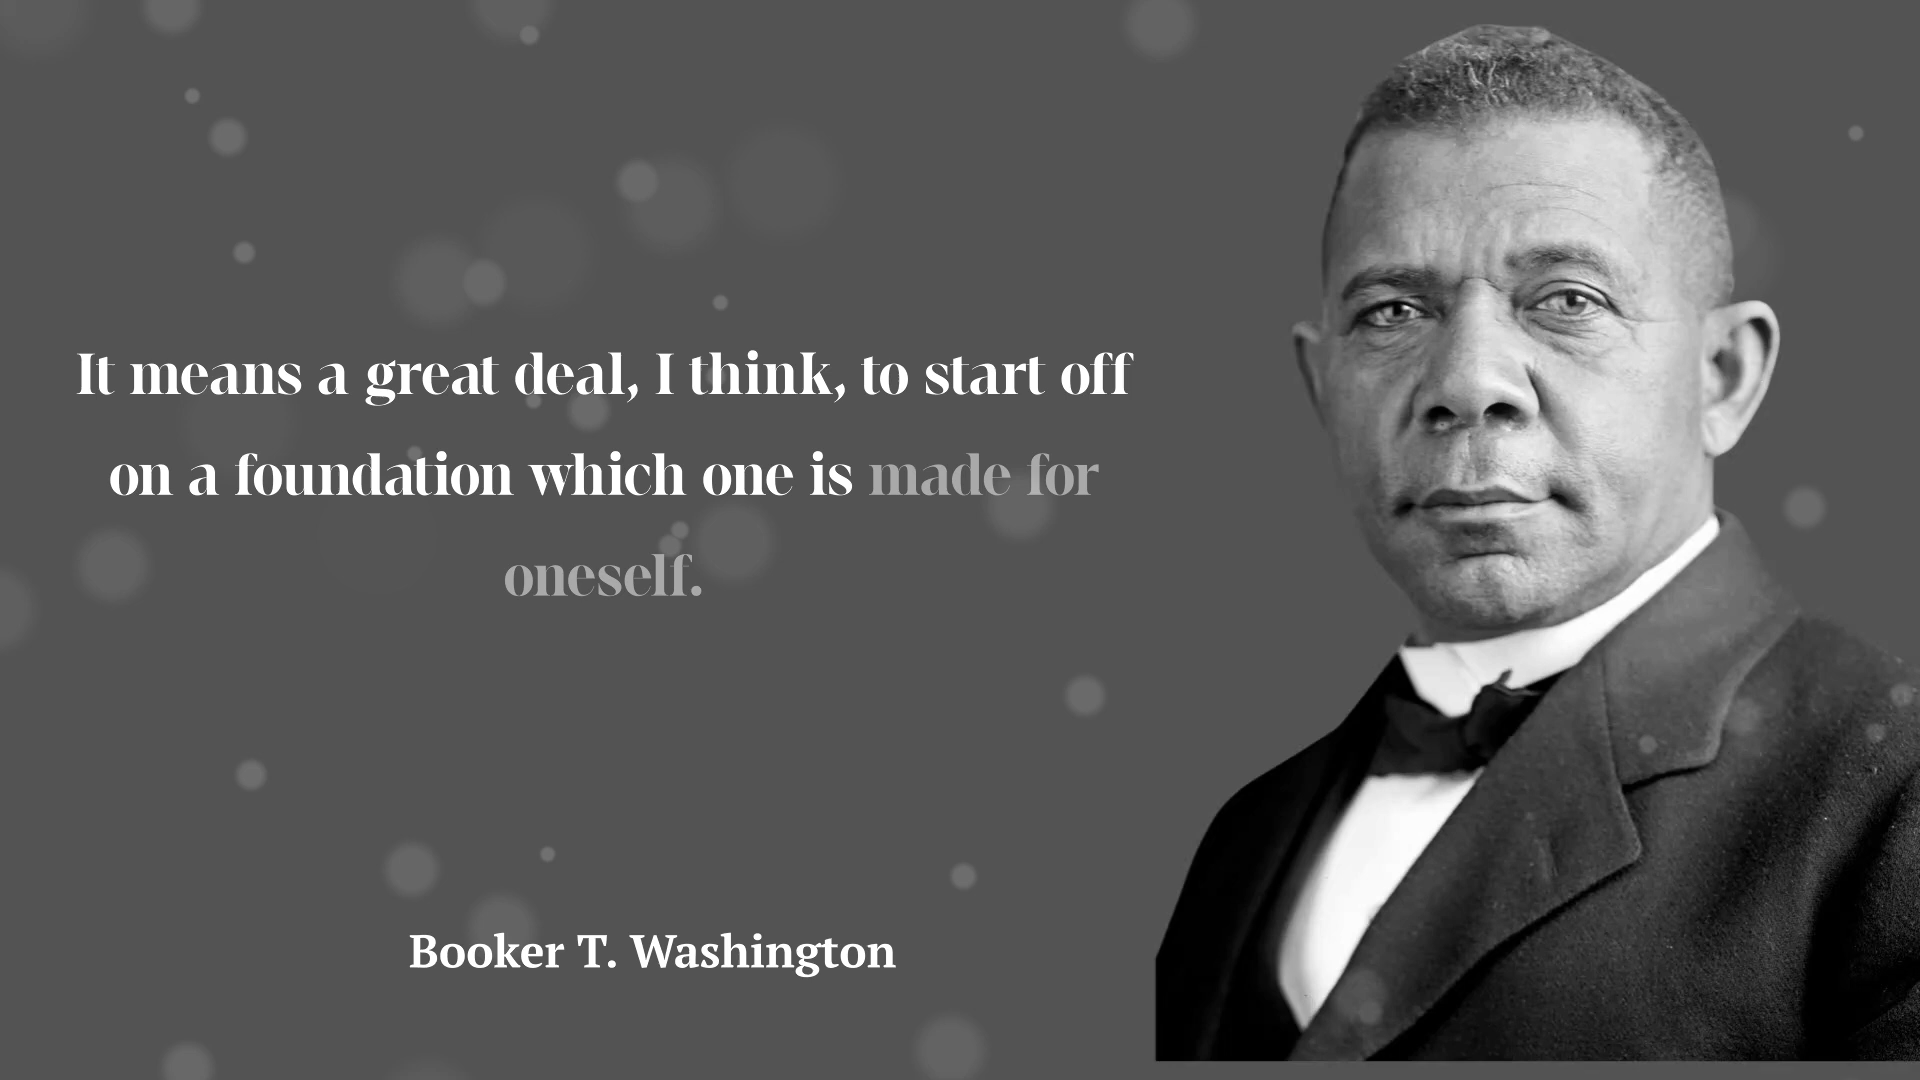 It means a great deal, I think, to start off
on a foundation which one is made for
oneself.
Booker T. Washington